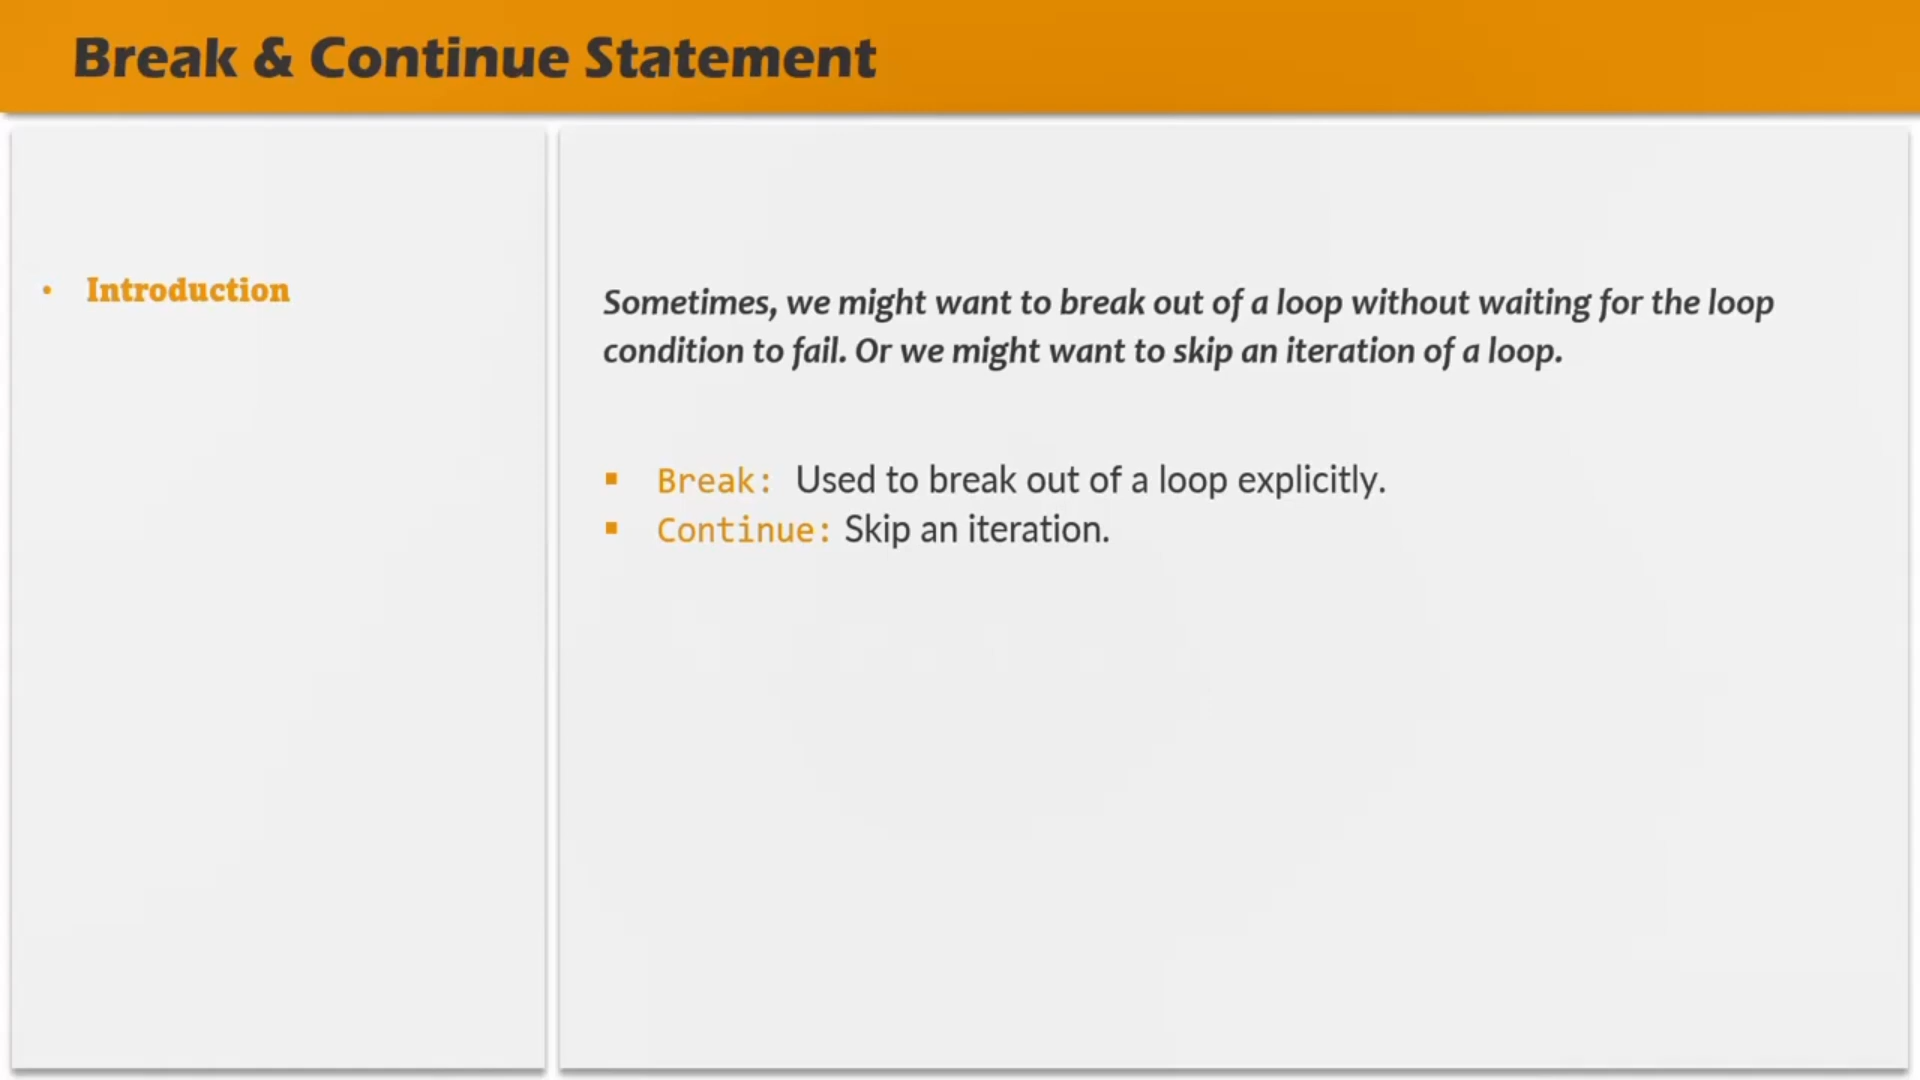 Break & Continue Statement
• Introduction
Sometimes, we might want to break out of a loop without waiting for the loop
condition to fail. Or we might want to skip an iteration of a loop.
▪ Break: Used to break out of a loop explicitly.
▪ Continue: Skip an iteration.